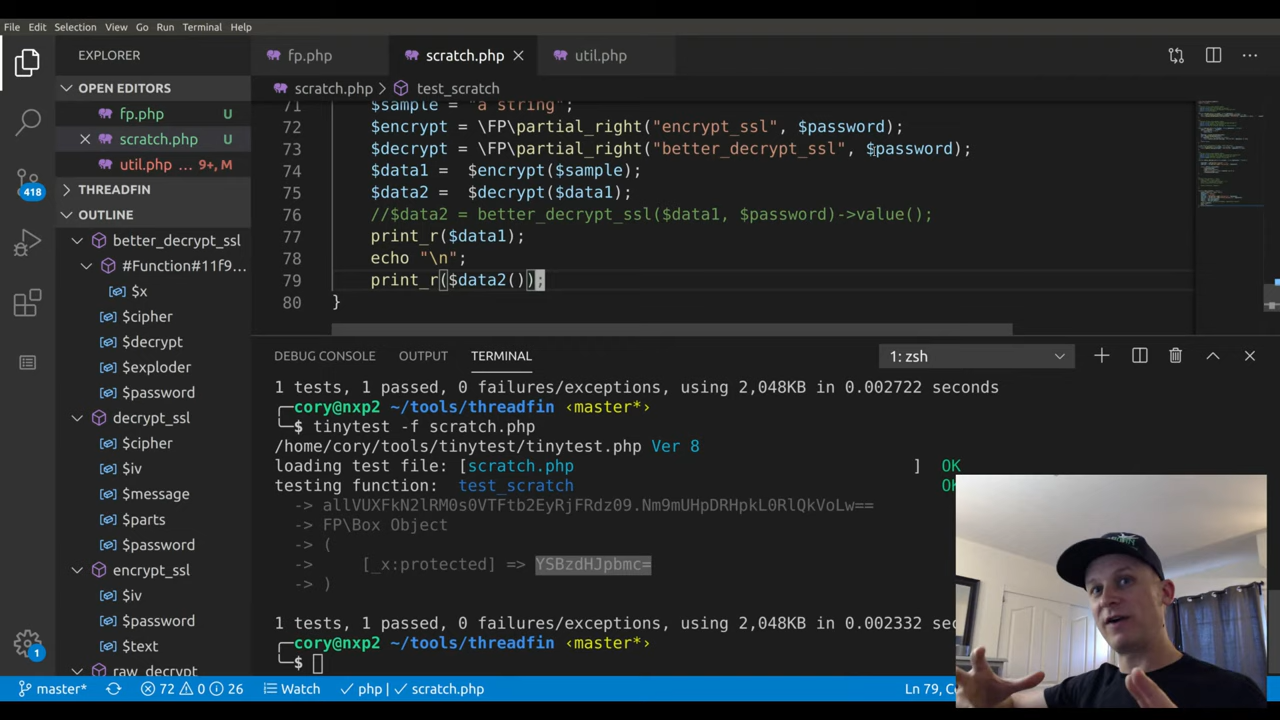 File Edit Selection View Go Run Terminal Help
EXPLORER
fp.php scratch.php util.php
OPEN EDITORS
scratch.php > test_scratch
fp.php U
scratch.php U
util.php ... 9+, M
THREADFIN
418
OUTLINE
better_decrypt_ssl
#Function#11f9...
$x
$cipher
$decrypt
$exploder
$password
decrypt_ssl
$cipher
$iv
$message
$parts
$password
encrypt_ssl
$iv
$password
$text
raw_decrypt
1
71 $sample = "a string";
72 $encrypt = \FP\partial_right("encrypt_ssl", $password);
73 $decrypt = \FP\partial_right("better_decrypt_ssl", $password);
74 $data1 = $encrypt($sample);
75 $data2 = $decrypt($data1);
76 //$data2 = better_decrypt_ssl($data1, $password)->value();
77 print_r($data1);
78 echo "\n";
79 print_r($data2());
80 }
DEBUG CONSOLE OUTPUT TERMINAL 1: zsh
1 tests, 1 passed, 0 failures/exceptions, using 2,048KB in 0.002722 seconds
cory@nxp2 ~/tools/threadfin ‹master*›
$ tinytest -f scratch.php
/home/cory/tools/tinytest/tinytest.php Ver 8
loading test file: [scratch.php ] OK
testing function: test_scratch OK
-> allVUXFkN2lRM0s0VTFtb2EyRjFRdz09.Nm9mUHpDRHpkL0RlQkVoLw==
-> FP\Box Object
-> (
-> [_x:protected] => YSBzdHJpbmc=
-> )
1 tests, 1 passed, 0 failures/exceptions, using 2,048KB in 0.002332 seco
cory@nxp2 ~/tools/threadfin ‹master*›
$
master* 72 0 26 Watch php | scratch.php Ln 79,